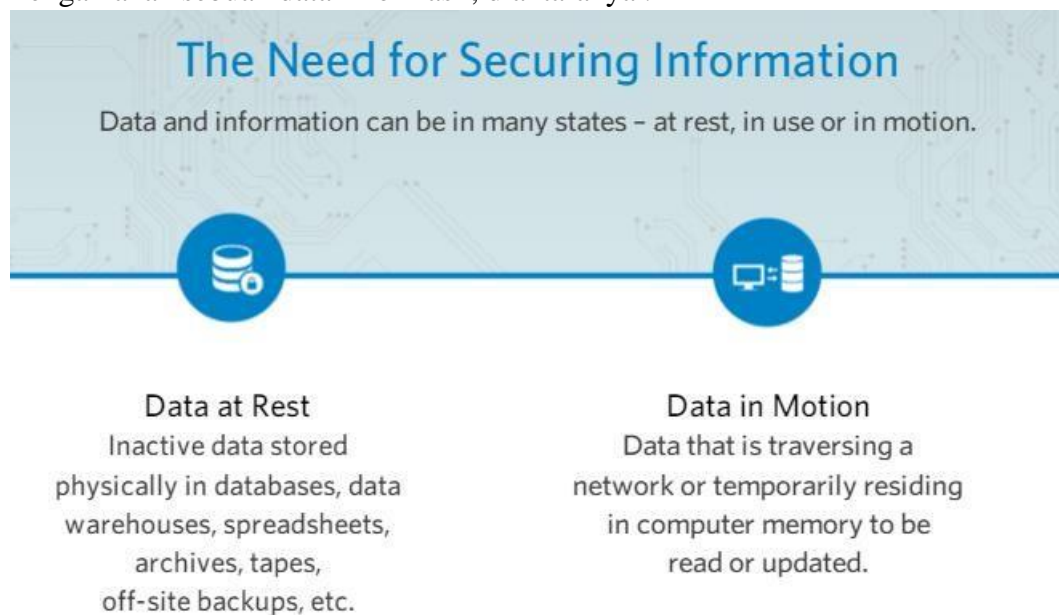 The Need for Securing Information
Data and information can be in many states – at rest, in use or in motion.
Data at Rest
Inactive data stored
physically in databases, data
warehouses, spreadsheets,
archives, tapes,
off-site backups, etc.
Data in Motion
Data that is traversing a
network or temporarily residing
in computer memory to be
read or updated.